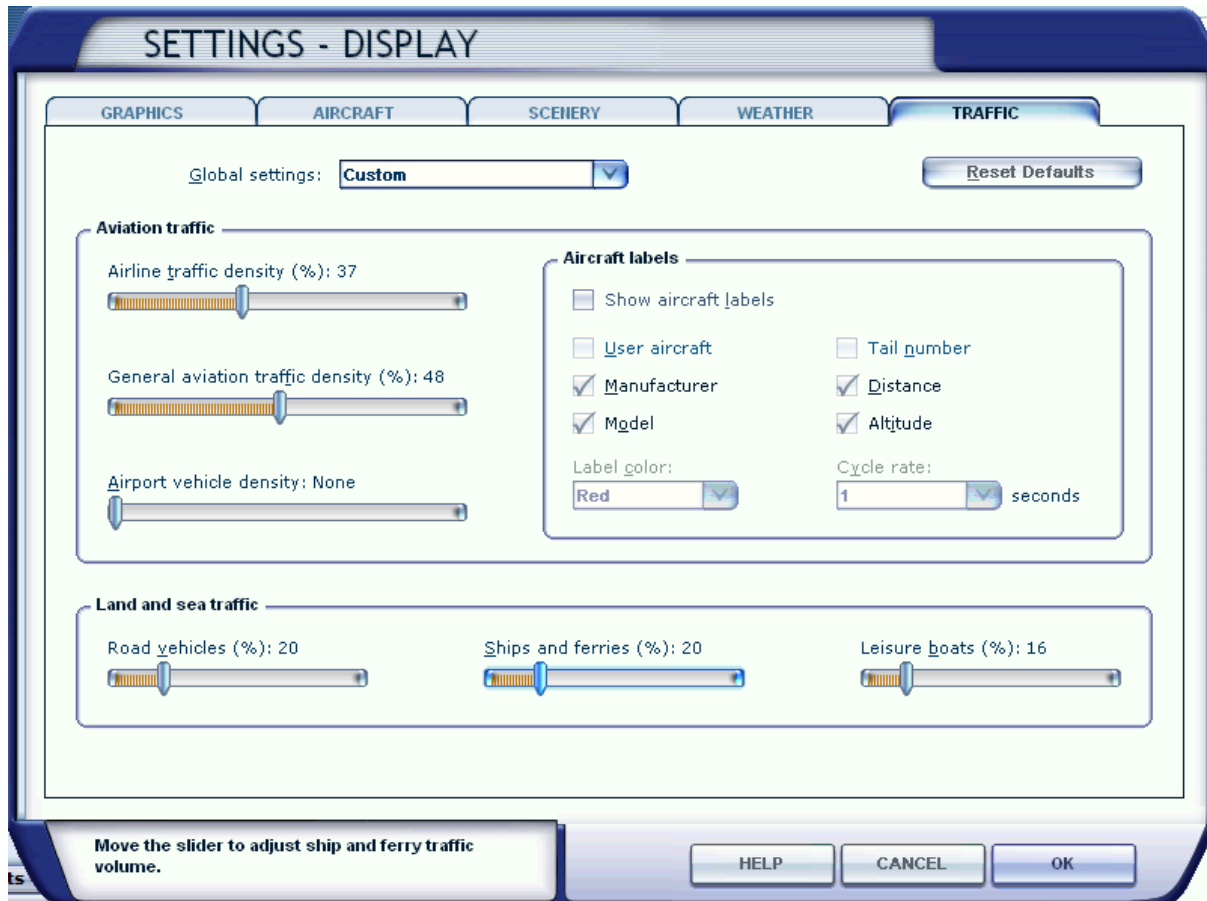 SETTINGS - DISPLAY
GRAPHICS
AIRCRAFT
SCENERY
WEATHER
TRAFFIC
Global settings: Custom
Reset Defaults
Aviation traffic
Airline traffic density (%): 37
General aviation traffic density (%): 48
Airport vehicle density: None
Aircraft labels
Show aircraft labels
User aircraft
Tail number
Manufacturer
Distance
Model
Altitude
Label color:
Cycle rate:
Red
1 seconds
Land and sea traffic
Road vehicles (%): 20
Ships and ferries (%): 20
Leisure boats (%): 16
Move the slider to adjust ship and ferry traffic
volume.
HELP
CANCEL
OK
ts